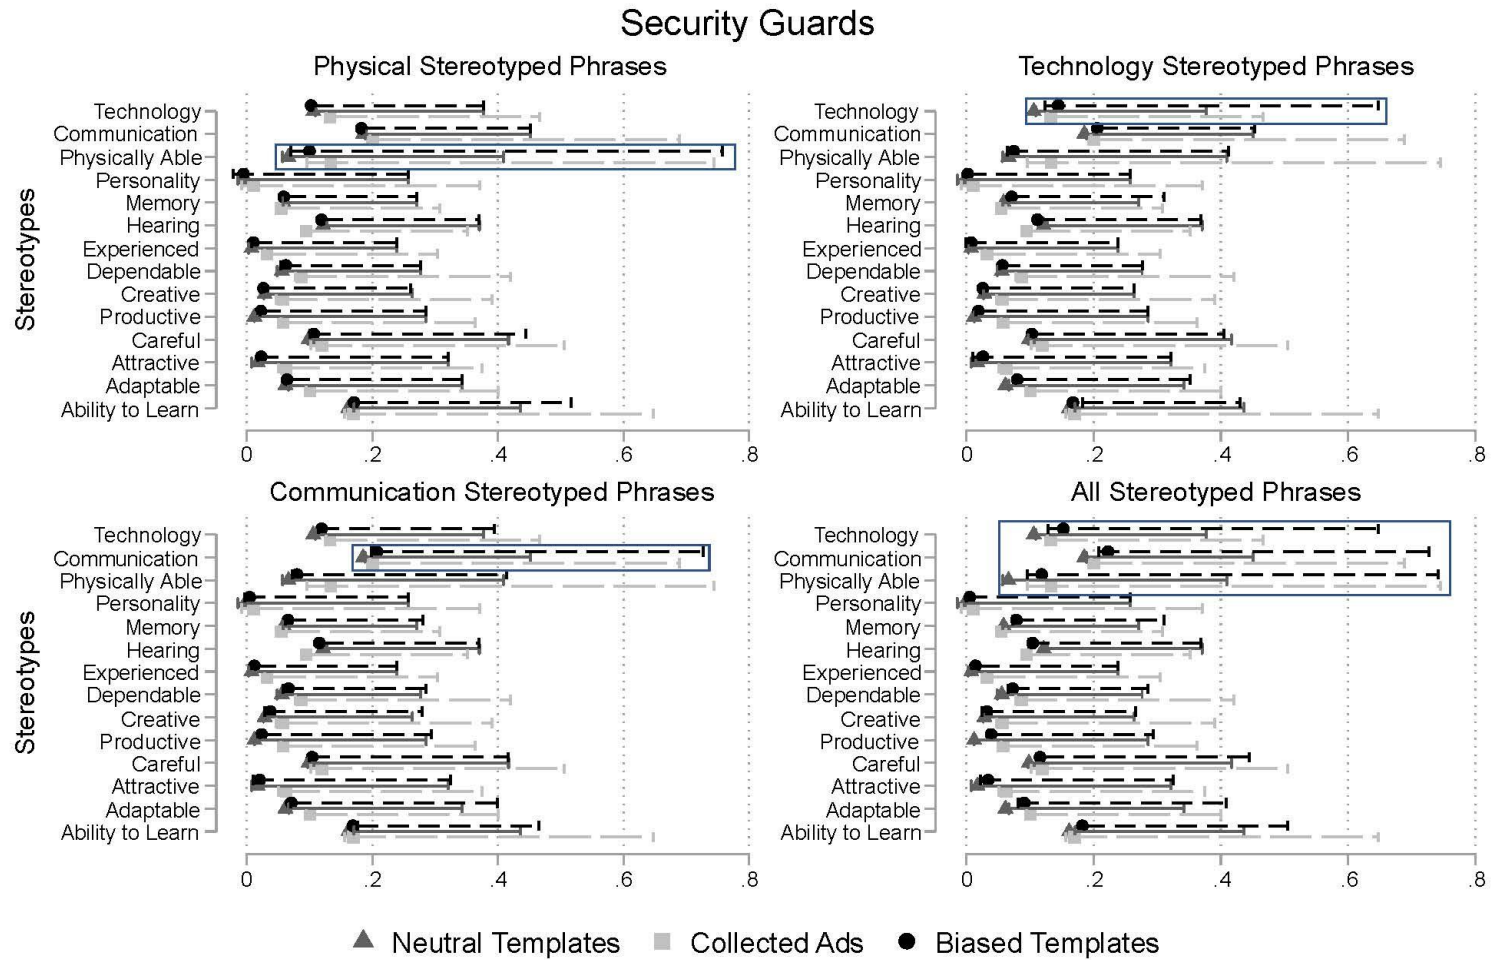 Security Guards
Physical Stereotyped Phrases
Stereotypes
Technology
Communication
Physically Able
Personality
Memory
Hearing
Experienced
Dependable
Creative
Productive
Careful
Attractive
Adaptable
Ability to Learn
0 .2 .4 .6 .8
Technology Stereotyped Phrases
Technology
Communication
Physically Able
Personality
Memory
Hearing
Experienced
Dependable
Creative
Productive
Careful
Attractive
Adaptable
Ability to Learn
0 .2 .4 .6 .8
Communication Stereotyped Phrases
Stereotypes
Technology
Communication
Physically Able
Personality
Memory
Hearing
Experienced
Dependable
Creative
Productive
Careful
Attractive
Adaptable
Ability to Learn
0 .2 .4 .6 .8
All Stereotyped Phrases
Technology
Communication
Physically Able
Personality
Memory
Hearing
Experienced
Dependable
Creative
Productive
Careful
Attractive
Adaptable
Ability to Learn
0 .2 .4 .6 .8
Neutral Templates Collected Ads Biased Templates